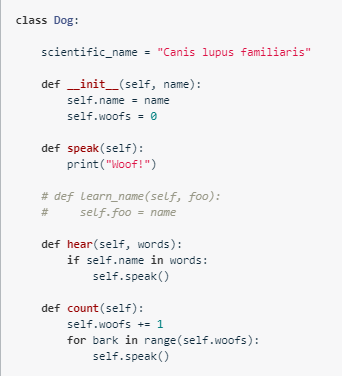 class Dog:
    scientific_name = "Canis lupus familiaris"
    def __init__(self, name):
        self.name = name
        self.woofs = 0
    def speak(self):
        print("Woof!")
    # def learn_name(self, foo):
    #     self.foo = name
    def hear(self, words):
        if self.name in words:
            self.speak()
    def count(self):
        self.woofs += 1
        for bark in range(self.woofs):
            self.speak()